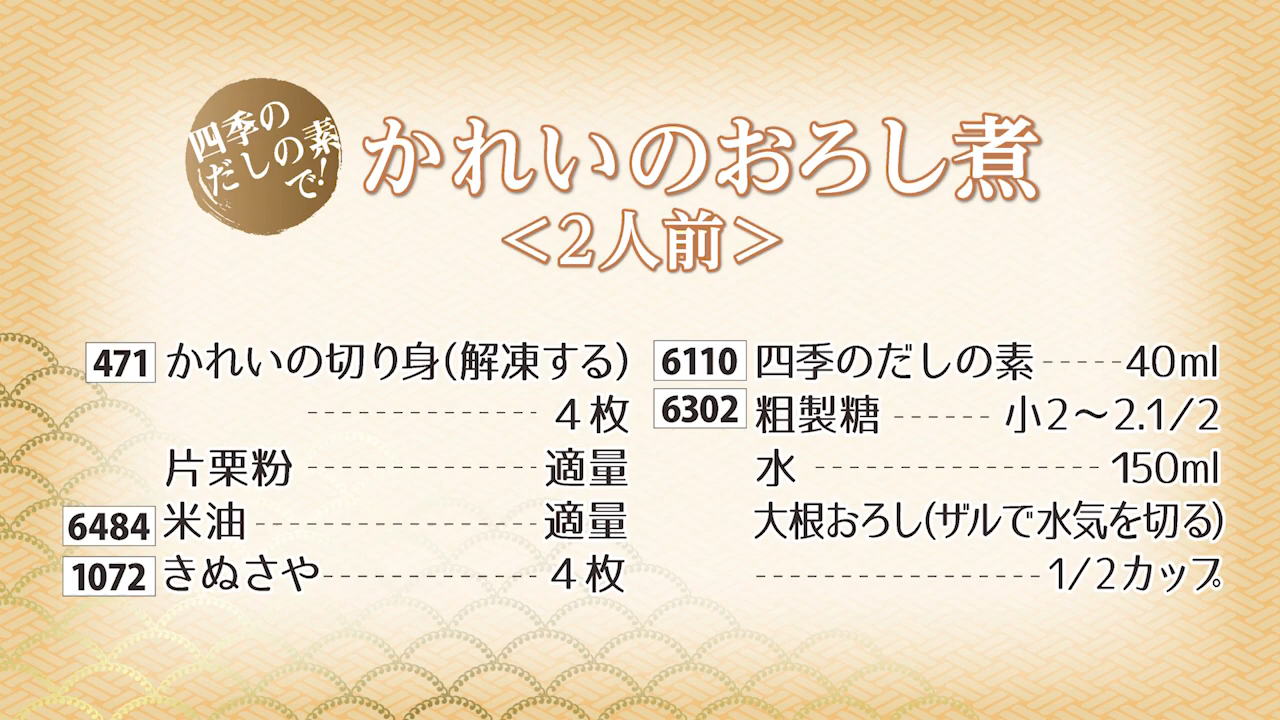 四季の
だしの素で！
かれいのおろし煮
＜2人前＞
471 かれいの切り身(解凍する)
4枚
片栗粉 適量
6484 米油 適量
1072 きぬさや 4枚
6110 四季のだしの素 40ml
6302 粗製糖 小2〜2.1/2
水 150ml
大根おろし(ザルで水気を切る)
1/2カップ